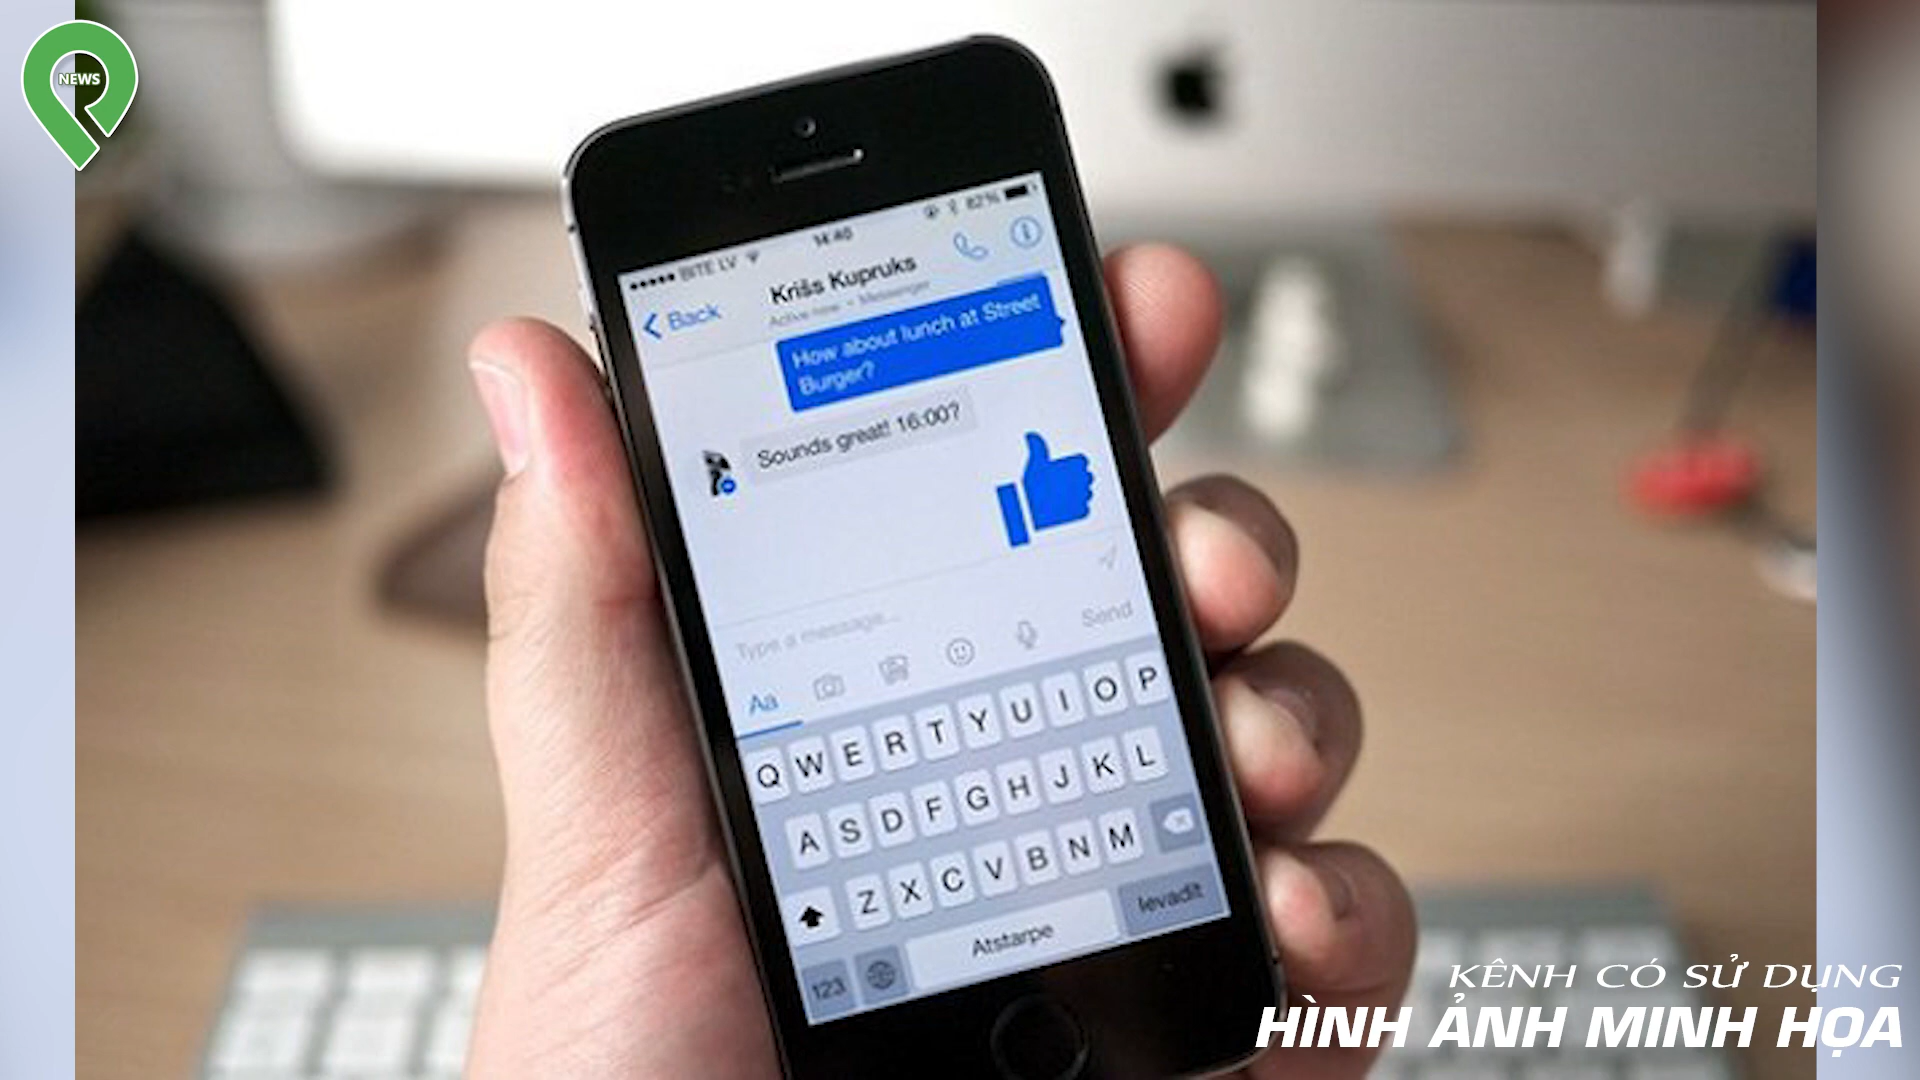 NEWS
BITE LV 14:40 82%
Back
Krišs Kupruks
Active now • Messenger
How about lunch at Street
Burger?
Sounds great! 16:00?
Type a message...
Send
Aa
Q W E R T Y U I O P
A S D F G H J K L
Z X C V B N M
123 Atstarpe Ievadīt
KÊNH CÓ SỬ DỤNG
HÌNH ẢNH MINH HỌA